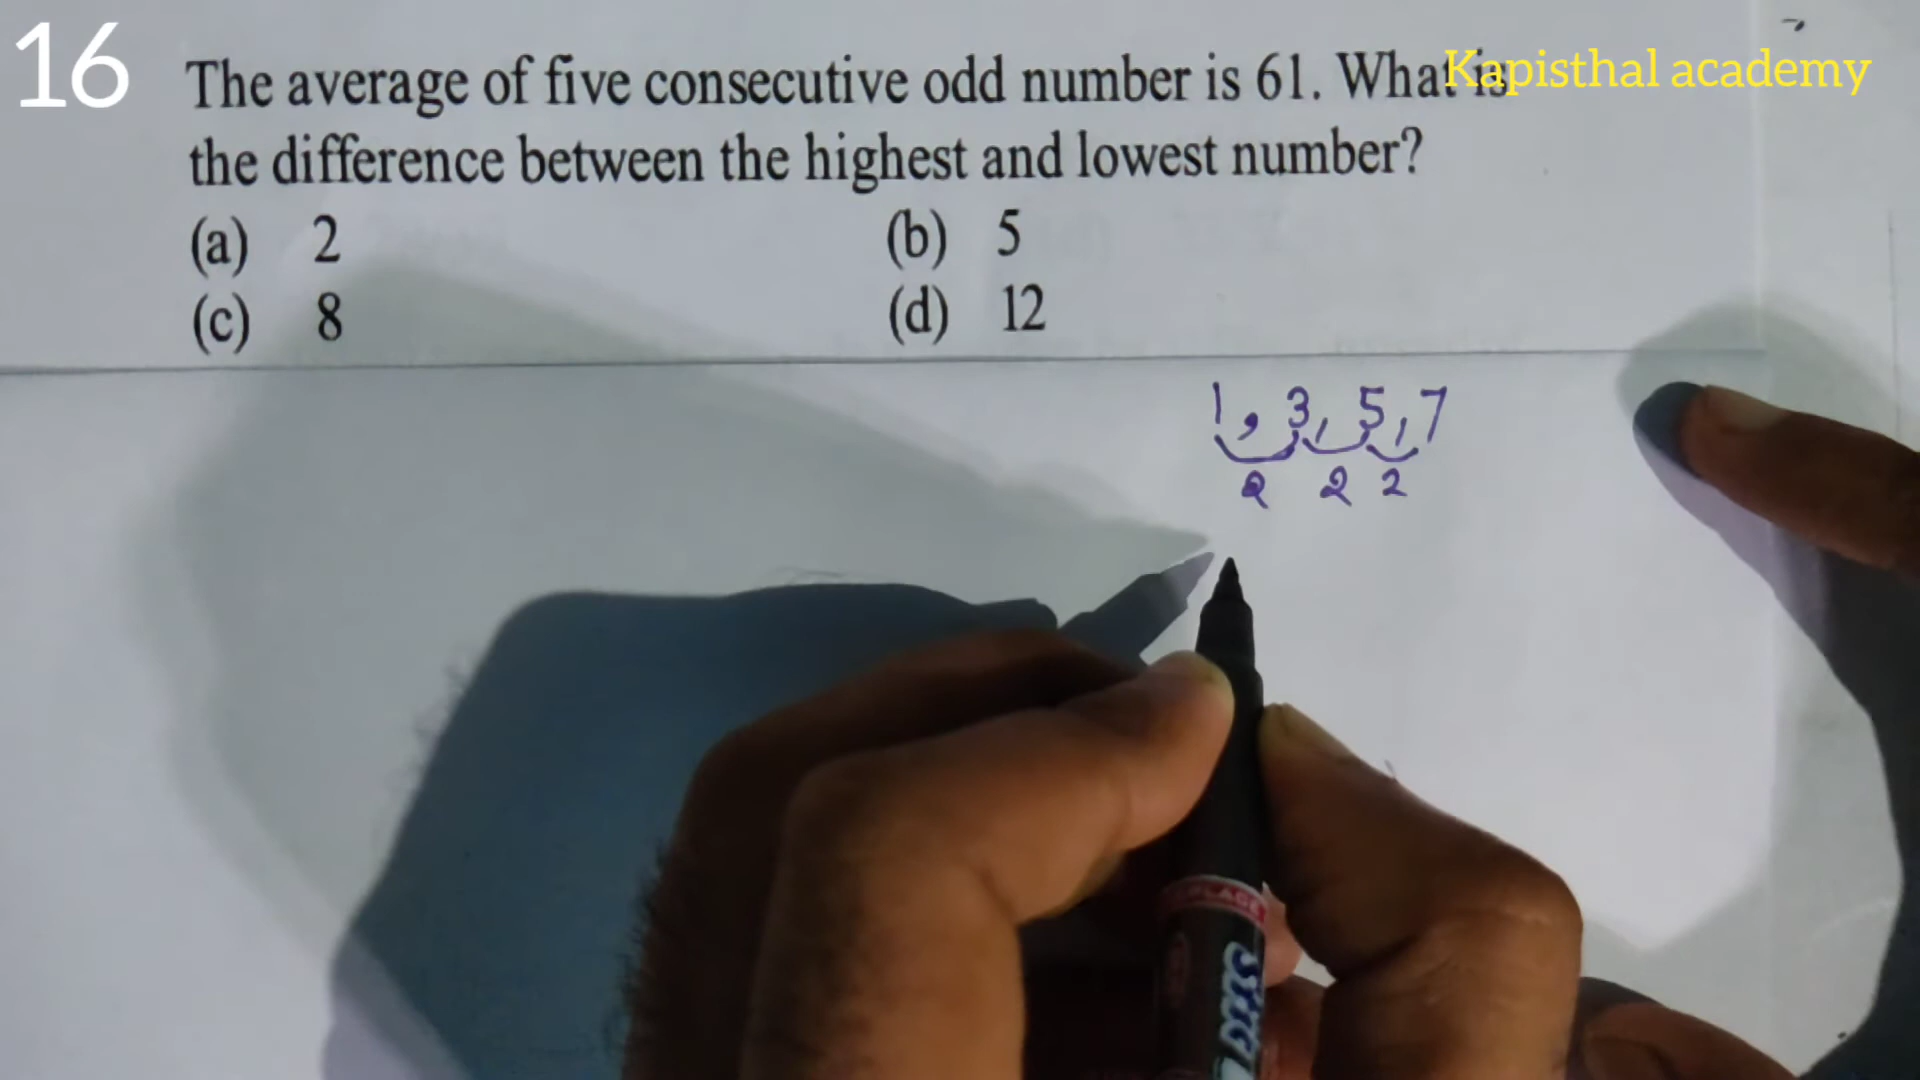 16
The average of five consecutive odd number is 61. What is
Kapisthal academy
the difference between the highest and lowest number?
(a) 2 (b) 5
(c) 8 (d) 12
1, 3, 5, 7
2 2 2